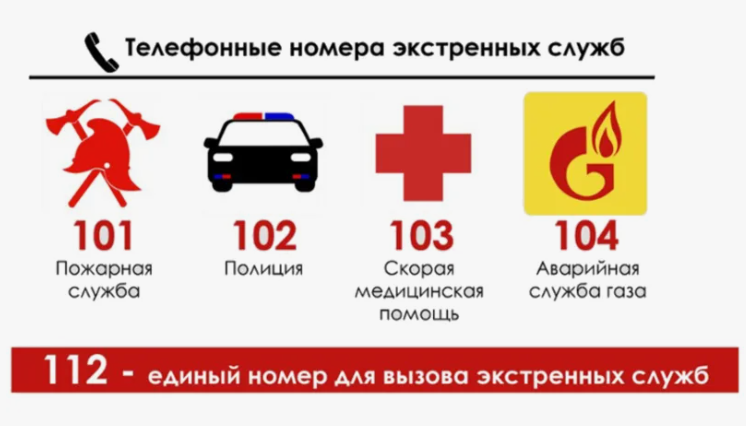 Телефонные номера экстренных служб
101
Пожарная
служба
102
Полиция
103
Скорая
медицинская
помощь
104
Аварийная
служба газа
112 - единый номер для вызова экстренных служб